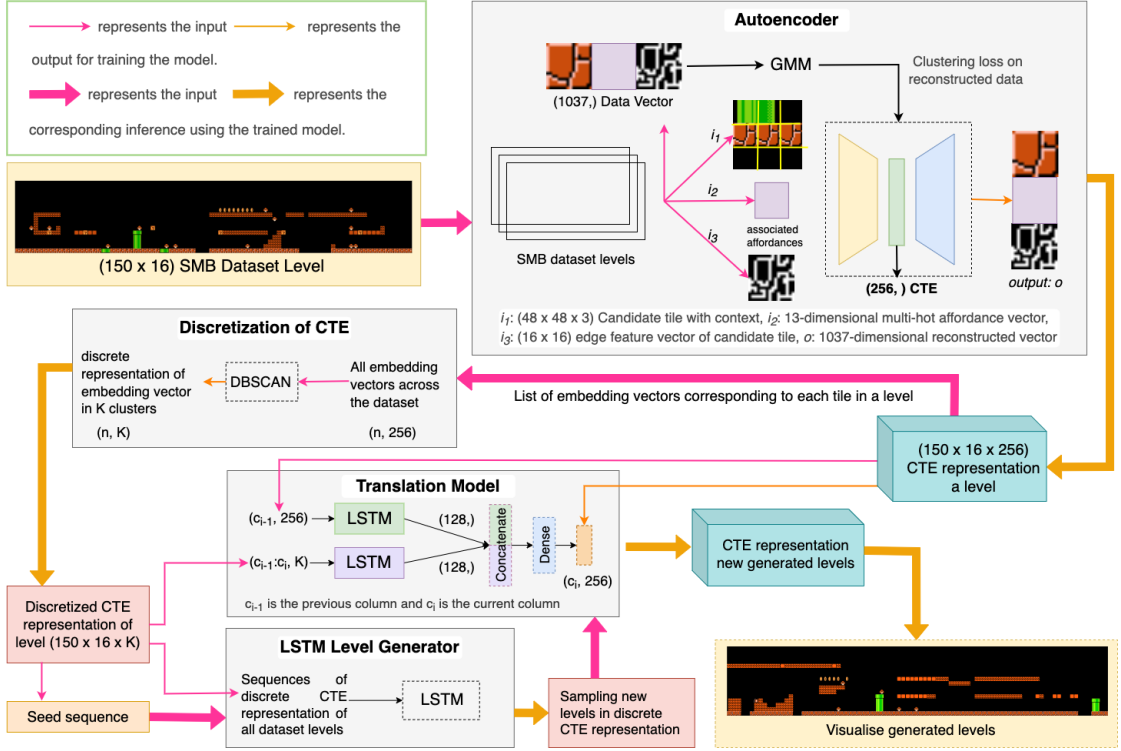 represents the input
represents the
output for training the model.
represents the input
represents the
corresponding inference using the trained model.
(150 x 16) SMB Dataset Level
Autoencoder
GMM
Clustering loss on
reconstructed data
(1037,) Data Vector
i1
i2
i3
associated
affordances
SMB dataset levels
(256, ) CTE
output: o
i1: (48 x 48 x 3) Candidate tile with context, i2: 13-dimensional multi-hot affordance vector,
i3: (16 x 16) edge feature vector of candidate tile, o: 1037-dimensional reconstructed vector
Discretization of CTE
discrete
representation of
embedding vector
in K clusters
(n, K)
DBSCAN
All embedding
vectors across
the dataset
(n, 256)
List of embedding vectors corresponding to each tile in a level
(150 x 16 x 256)
CTE representation
a level
Translation Model
(ci-1, 256)
LSTM
(128,)
(ci-1:ci, K)
LSTM
(128,)
Concatenate
Dense
(ci, 256)
ci-1 is the previous column and ci is the current column
CTE representation
new generated levels
Discretized CTE
representation of
level (150 x 16 x K)
Seed sequence
LSTM Level Generator
Sequences of
discrete CTE
representation of
all dataset levels
LSTM
Sampling new
levels in discrete
CTE representation
Visualise generated levels